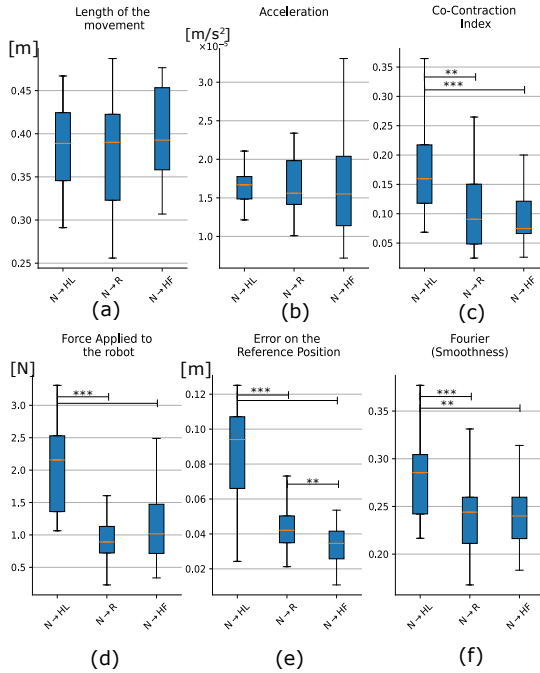 Length of the
movement
[m]
0.45
0.40
0.35
0.30
0.25
N→HL
N→R
N→HF
(a)
Acceleration
[m/s²]
×10⁻⁵
2.5
2.0
1.5
1.0
N→HL
N→R
N→HF
(b)
Co-Contraction
Index
0.35
0.30
0.25
0.20
0.15
0.10
0.05
**
***
N→HL
N→R
N→HF
(c)
Force Applied to
the robot
[N]
3.0
2.5
2.0
1.5
1.0
0.5
***
N→HL
N→R
N→HF
(d)
Error on the
Reference Position
[m]
0.12
0.10
0.08
0.06
0.04
0.02
***
**
N→HL
N→R
N→HF
(e)
Fourier
(Smoothness)
0.35
0.30
0.25
0.20
***
**
N→HL
N→R
N→HF
(f)